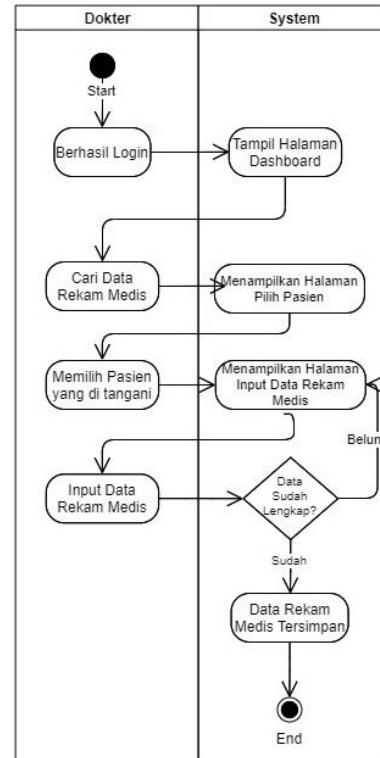 Dokter
System
Start
Berhasil Login
Tampil Halaman
Dashboard
Cari Data
Rekam Medis
Menampilkan Halaman
Pilih Pasien
Memilih Pasien
yang di tangani
Menampilkan Halaman
Input Data Rekam
Medis
Belum
Input Data
Rekam Medis
Data
Sudah
Lengkap?
Sudah
Data Rekam
Medis Tersimpan
End